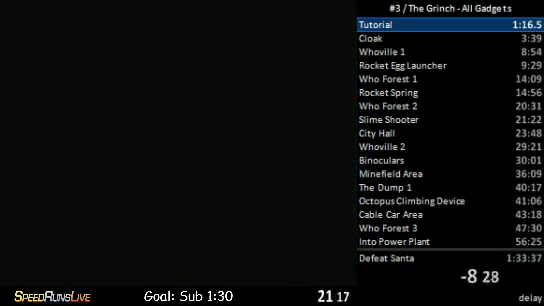 #3 / The Grinch - All Gadgets
Tutorial 1:16.5
Cloak 3:39
Whoville 1 8:54
Rocket Egg Launcher 9:29
Who Forest 1 14:09
Rocket Spring 14:56
Who Forest 2 20:31
Slime Shooter 21:22
City Hall 23:48
Whoville 2 29:21
Binoculars 30:01
Minefield Area 36:09
The Dump 1 40:17
Octopus Climbing Device 41:06
Cable Car Area 43:18
Who Forest 3 47:30
Into Power Plant 56:25
Defeat Santa 1:33:37
-8 28
SPEEDRUNSLIVE Goal: Sub 1:30 21 17 delay